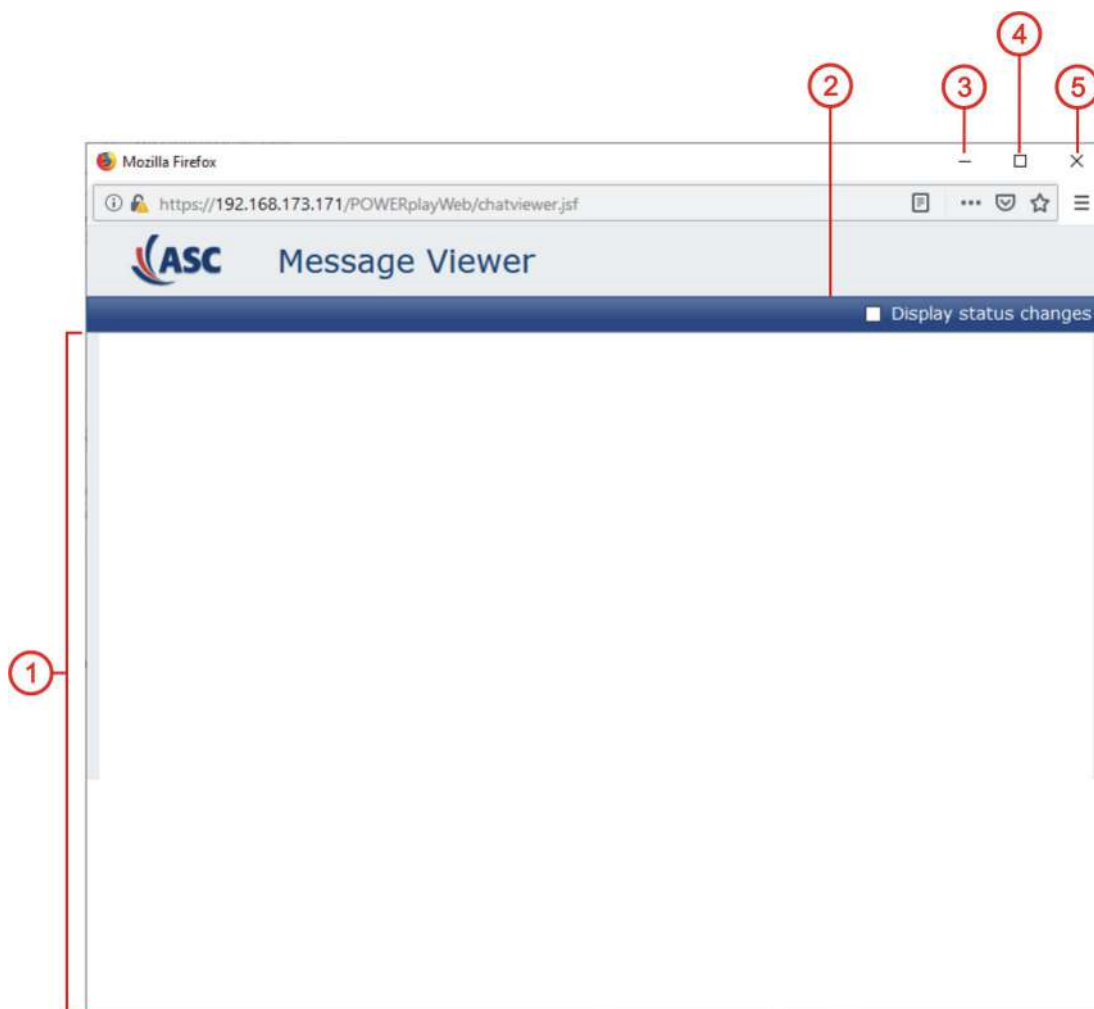 4
2
3
5
Mozilla Firefox
https://192.168.173.171/POWERplayWeb/chatviewer.jsf
ASC Message Viewer
Display status changes
1